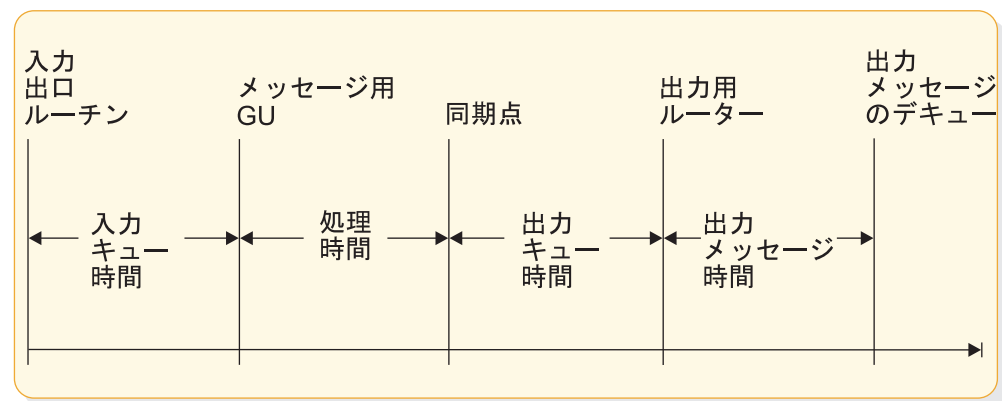 入力
出口
ルーチン
メッセージ用
GU
同期点
出力用
ルーター
出力
メッセージ
のデキュー
入力
キュー
時間
処理
時間
出力
キュー
時間
出力
メッセージ
時間